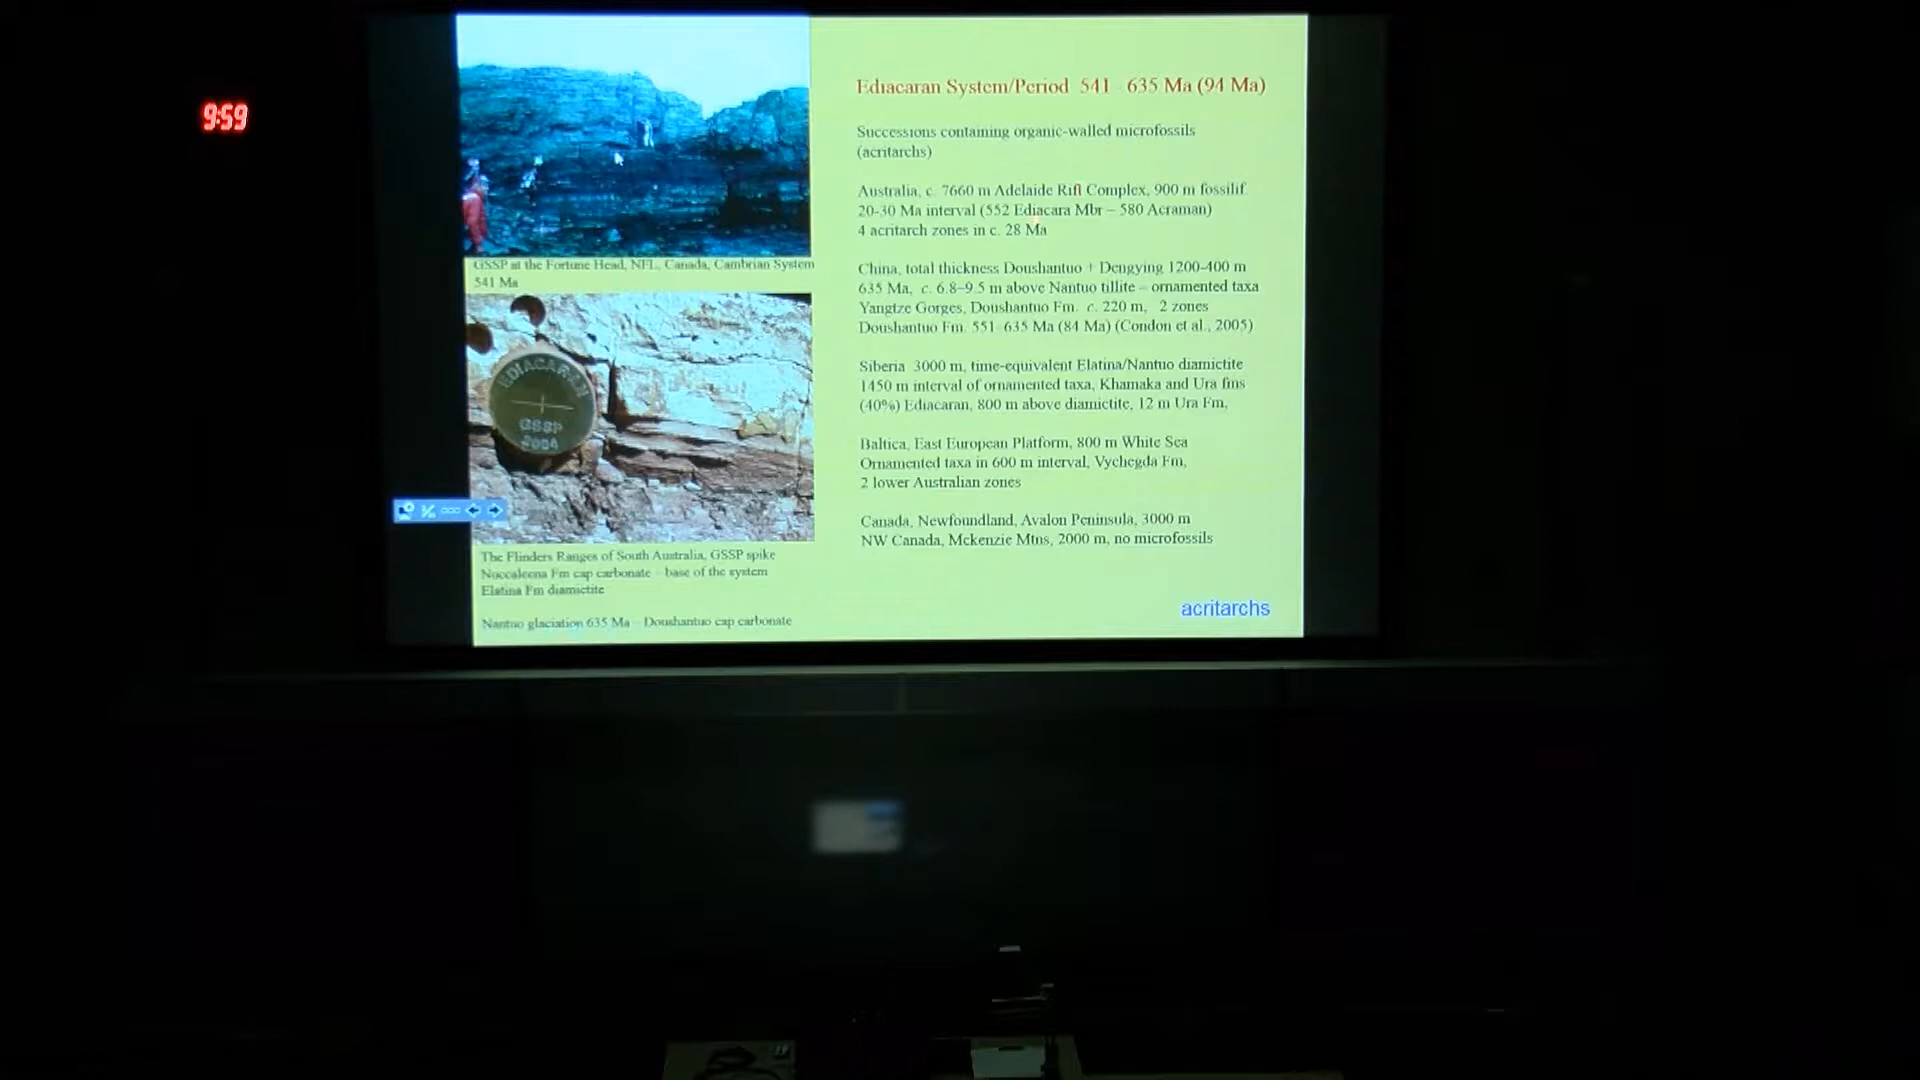 9:59
GSSP at the Fortune Head, NFL, Canada, Cambrian System
541 Ma
EDIACARAN
GSSP
2004
The Flinders Ranges of South Australia, GSSP spike
Nuccaleena Fm cap carbonate – base of the system
Elatina Fm diamictite
Nantuo glaciation 635 Ma – Doushantuo cap carbonate
Ediacaran System/Period 541 - 635 Ma (94 Ma)
Successions containing organic-walled microfossils
(acritarchs)
Australia, c. 7660 m Adelaide Rift Complex, 900 m fossilif.
20-30 Ma interval (552 Ediacara Mbr – 580 Acraman)
4 acritarch zones in c. 28 Ma
China, total thickness Doushantuo + Dengying 1200-400 m
635 Ma, c. 6.8–9.5 m above Nantuo tillite – ornamented taxa
Yangtze Gorges, Doushantuo Fm. c. 220 m, 2 zones
Doushantuo Fm. 551-635 Ma (84 Ma) (Condon et al., 2005)
Siberia 3000 m, time-equivalent Elatina/Nantuo diamictite
1450 m interval of ornamented taxa, Khamaka and Ura fms
(40%) Ediacaran, 800 m above diamictite, 12 m Ura Fm,
Baltica, East European Platform, 800 m White Sea
Ornamented taxa in 600 m interval, Vychegda Fm,
2 lower Australian zones
Canada, Newfoundland, Avalon Peninsula, 3000 m
NW Canada, Mckenzie Mtns, 2000 m, no microfossils
acritarchs